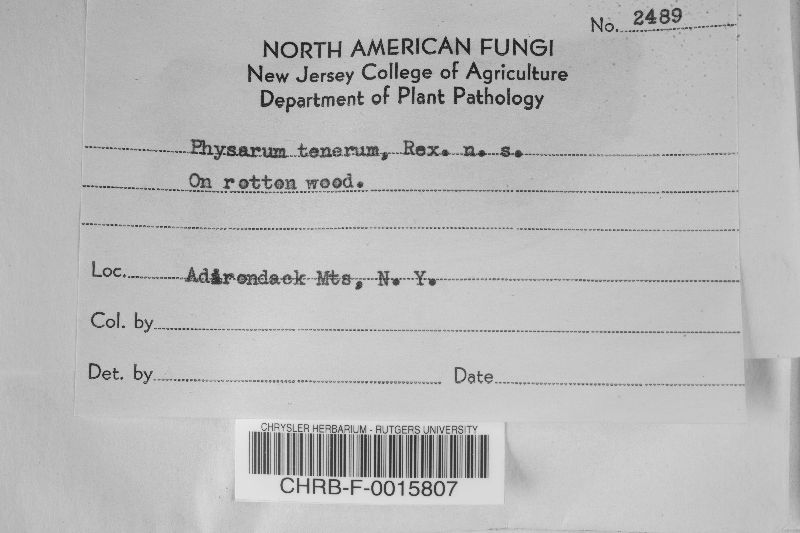 No. 2489
NORTH AMERICAN FUNGI
New Jersey College of Agriculture
Department of Plant Pathology
Physarum tenerum, Rex. n. s.
On rotton wood.
Loc. Adirondack Mts, N. Y.
Col. by
Det. by Date
CHRYSLER HERBARIUM - RUTGERS UNIVERSITY
CHRB-F-0015807